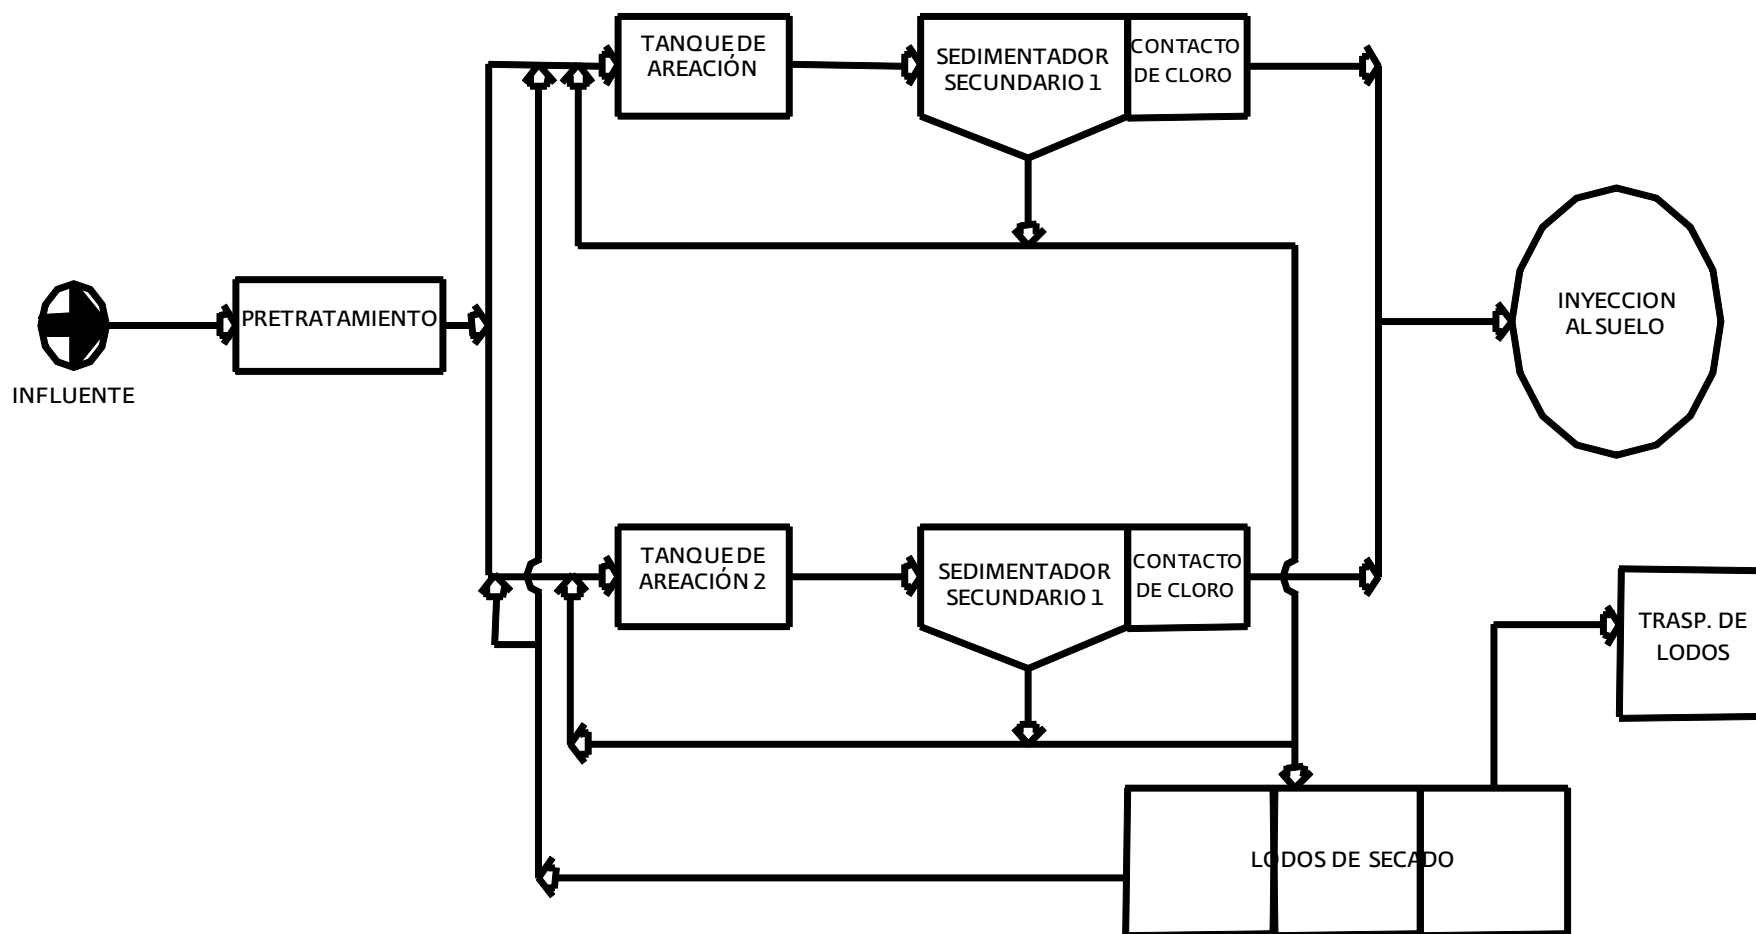 TANQUE DE
AREACIÓN
SEDIMENTADOR
SECUNDARIO 1
CONTACTO
DE CLORO
INYECCION
AL SUELO
PRETRATAMIENTO
INFLUENTE
TANQUE DE
AREACIÓN 2
SEDIMENTADOR
SECUNDARIO 1
CONTACTO
DE CLORO
TRASP. DE
LODOS
LODOS DE SECADO